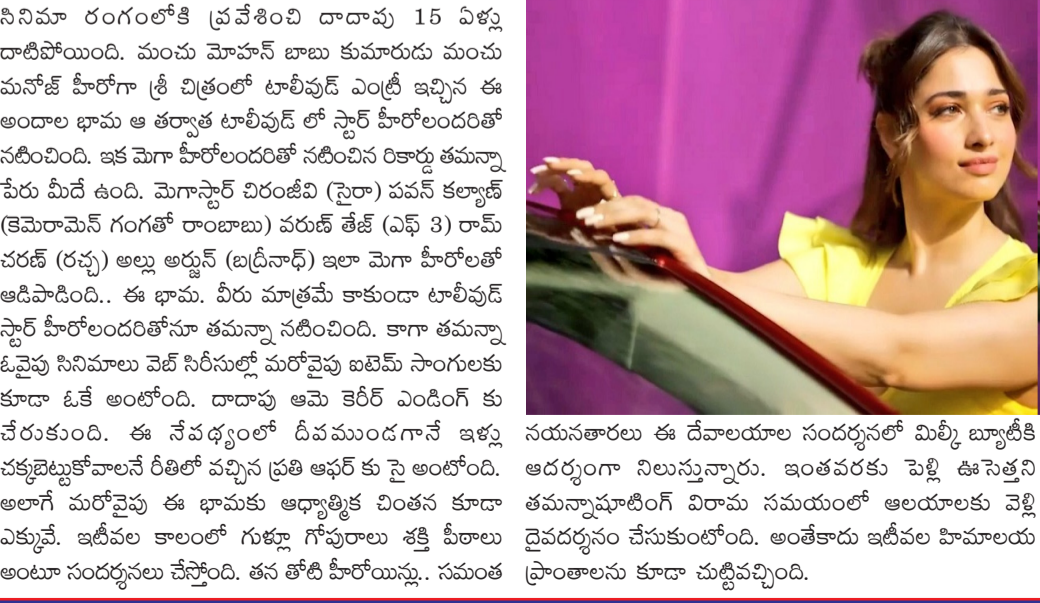 సినిమా రంగంలోకి ప్రవేశించి దాదావు 15 ఏళ్లు
దాటిపోయింది. మంచు మోహన్ బాబు కుమారుడు మంచు
మనోజ్ హీరోగా శ్రీ చిత్రంలో టాలీవుడ్ ఎంట్రీ ఇచ్చిన ఈ
అందాల భామ ఆ తర్వాత టాలీవుడ్ లో స్టార్ హీరోలందరితో
నటించింది. ఇక మెగా హీరోలందరితో నటించిన రికార్డు తమన్నా
పేరు మీదే ఉంది. మెగాస్టార్ చిరంజీవి (సైరా) పవన్ కల్యాణ్
(కెమెరామెన్ గంగతో రాంబాబు) వరుణ్ తేజ్ (ఎఫ్ 3) రామ్
చరణ్ (రచ్చ) అల్లు అర్జున్ (బద్రీనాధ్) ఇలా మెగా హీరోలతో
ఆడిపాడింది.. ఈ భామ. వీరు మాత్రమే కాకుండా టాలీవుడ్
స్టార్ హీరోలందరితోనూ తమన్నా నటించింది. కాగా తమన్నా
ఓవైపు సినిమాలు వెబ్ సిరీసుల్లో మరోవైపు ఐటెమ్ సాంగులకు
కూడా ఓకే అంటోంది. దాదాపు ఆమె కెరీర్ ఎండింగ్ కు
చేరుకుంది. ఈ నేపథ్యంలో దీపముండగానే ఇళ్లు
చక్కబెట్టుకోవాలనే రీతిలో వచ్చిన ప్రతి ఆఫర్ కు సై అంటోంది.
అలాగే మరోవైపు ఈ భామకు ఆధ్యాత్మిక చింతన కూడా
ఎక్కువే. ఇటీవల కాలంలో గుళ్లూ గోపురాలు శక్తి పీఠాలు
అంటూ సందర్శనలు చేస్తోంది. తన తోటి హీరోయిన్లు.. సమంత
నయనతారలు ఈ దేవాలయాల సందర్శనలో మిల్కీ బ్యూటీకి
ఆదర్శంగా నిలుస్తున్నారు. ఇంతవరకు పెళ్లి ఊసెత్తని
తమన్నాషూటింగ్ విరామ సమయంలో ఆలయాలకు వెళ్లి
దైవదర్శనం చేసుకుంటోంది. అంతేకాదు ఇటీవల హిమాలయ
ప్రాంతాలను కూడా చుట్టివచ్చింది.